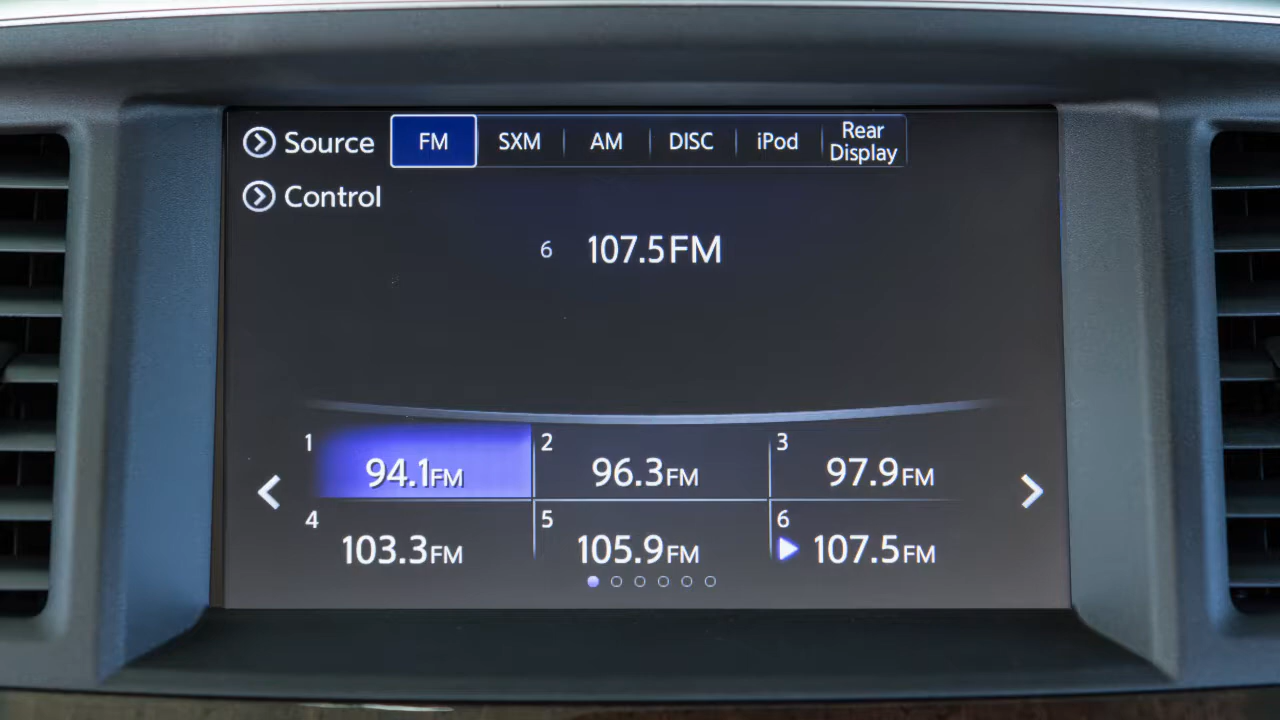 Source FM SXM AM DISC iPod Rear Display
Control
6 107.5FM
1 94.1FM 2 96.3FM 3 97.9FM
4 103.3FM 5 105.9FM 6 107.5FM